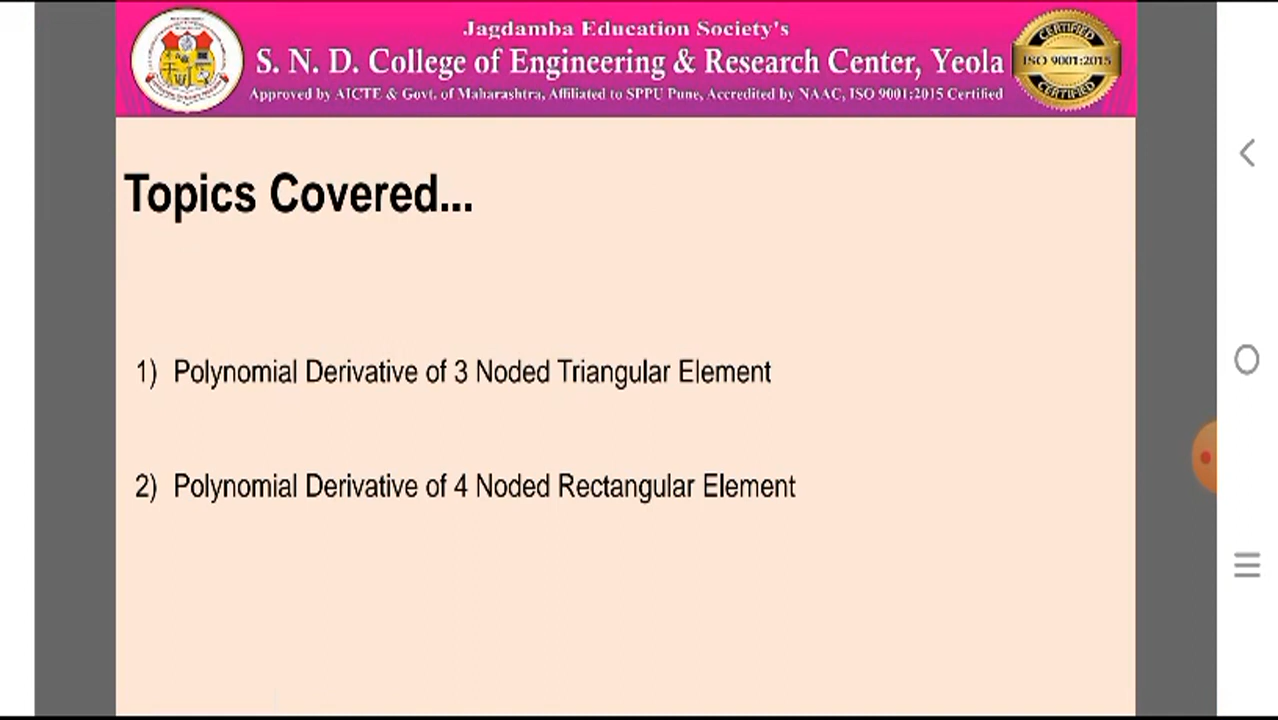 Jagdamba Education Society's
S. N. D. College of Engineering & Research Center, Yeola
Approved by AICTE & Govt. of Maharashtra, Affiliated to SPPU Pune, Accredited by NAAC, ISO 9001:2015 Certified
CERTIFIED
ISO 9001:2015
CERTIFIED
Topics Covered...
1) Polynomial Derivative of 3 Noded Triangular Element
2) Polynomial Derivative of 4 Noded Rectangular Element